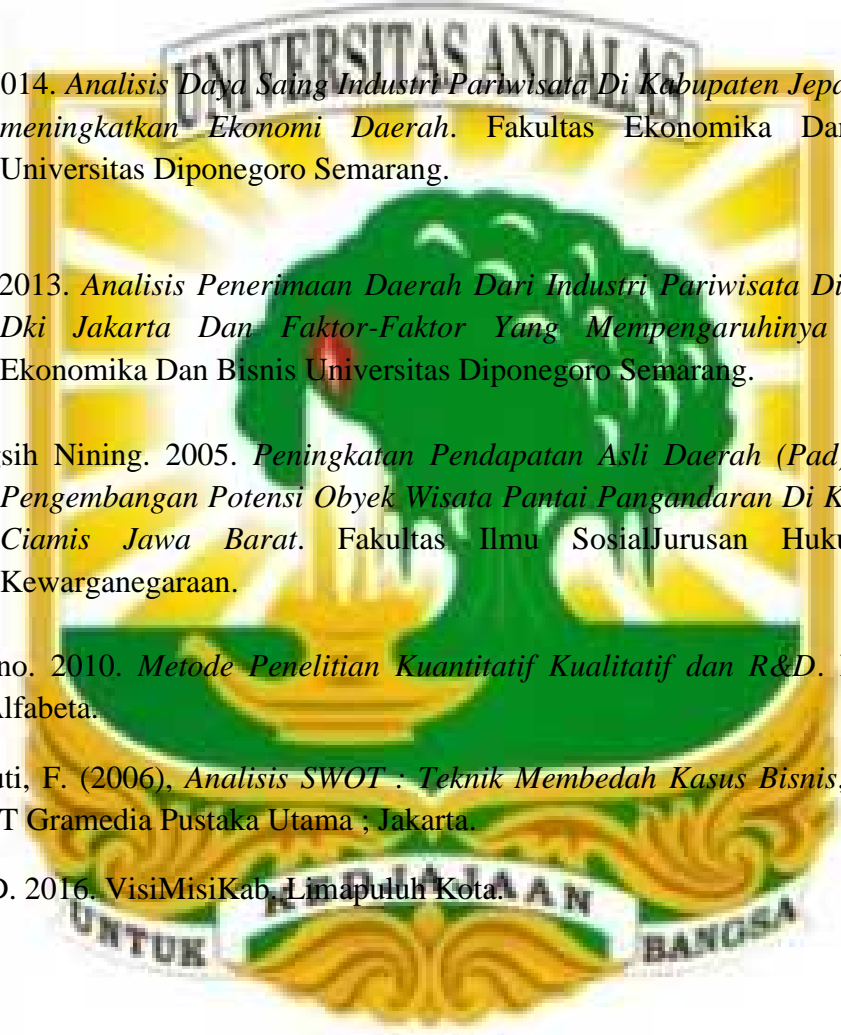 UNIVERSITAS ANDALAS
014. Analisis Daya Saing Industri Pariwisata Di Kabupaten Jepa
meningkatkan Ekonomi Daerah. Fakultas Ekonomika Dan
Universitas Diponegoro Semarang.
2013. Analisis Penerimaan Daerah Dari Industri Pariwisata Di
Dki Jakarta Dan Faktor-Faktor Yang Mempengaruhinya
Ekonomika Dan Bisnis Universitas Diponegoro Semarang.
gsih Nining. 2005. Peningkatan Pendapatan Asli Daerah (Pad)
Pengembangan Potensi Obyek Wisata Pantai Pangandaran Di K
Ciamis Jawa Barat. Fakultas Ilmu SosialJurusan Huku
Kewarganegaraan.
no. 2010. Metode Penelitian Kuantitatif Kualitatif dan R&D.
Alfabeta.
uti, F. (2006), Analisis SWOT : Teknik Membedah Kasus Bisnis,
T Gramedia Pustaka Utama ; Jakarta.
D. 2016. VisiMisiKab. Limapuluh Kota.
UNTUK KEDJAJAAN BANGSA